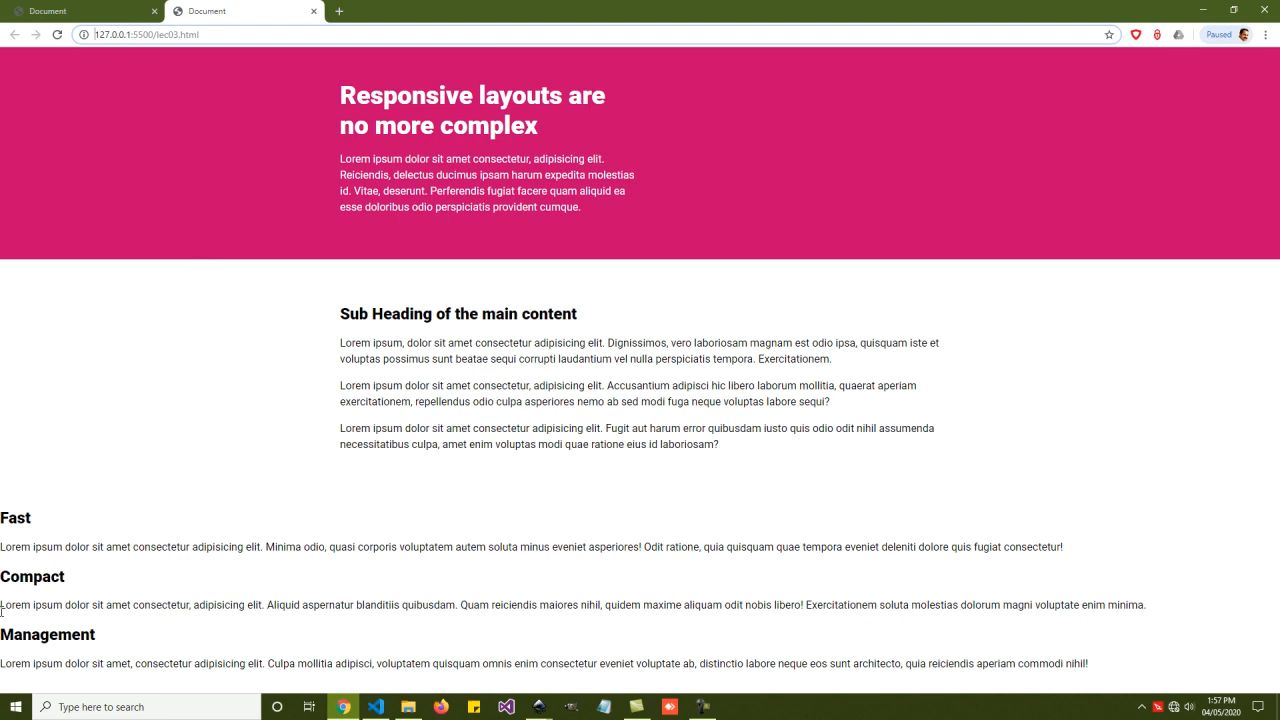 Document
Document
127.0.0.1:5500/lec03.html
Paused
Responsive layouts are
no more complex
Lorem ipsum dolor sit amet consectetur, adipisicing elit.
Reiciendis, delectus ducimus ipsam harum expedita molestias
id. Vitae, deserunt. Perferendis fugiat facere quam aliquid ea
esse doloribus odio perspiciatis provident cumque.
Sub Heading of the main content
Lorem ipsum, dolor sit amet consectetur adipisicing elit. Dignissimos, vero laboriosam magnam est odio ipsa, quisquam iste et
voluptas possimus sunt beatae sequi corrupti laudantium vel nulla perspiciatis tempora. Exercitationem.
Lorem ipsum dolor sit amet consectetur, adipisicing elit. Accusantium adipisci hic libero laborum mollitia, quaerat aperiam
exercitationem, repellendus odio culpa asperiores nemo ab sed modi fuga neque voluptas labore sequi?
Lorem ipsum dolor sit amet consectetur adipisicing elit. Fugit aut harum error quibusdam iusto quis odio odit nihil assumenda
necessitatibus culpa, amet enim voluptas modi quae ratione eius id laboriosam?
Fast
Lorem ipsum dolor sit amet consectetur adipisicing elit. Minima odio, quasi corporis voluptatem autem soluta minus eveniet asperiores! Odit ratione, quia quisquam quae tempora eveniet deleniti dolore quis fugiat consectetur!
Compact
Lorem ipsum dolor sit amet consectetur, adipisicing elit. Aliquid aspernatur blanditiis quibusdam. Quam reiciendis maiores nihil, quidem maxime aliquam odit nobis libero! Exercitationem soluta molestias dolorum magni voluptate enim minima.
Management
Lorem ipsum dolor sit amet, consectetur adipisicing elit. Culpa mollitia adipisci, voluptatem quisquam omnis enim consectetur eveniet voluptate ab, distinctio labore neque eos sunt architecto, quia reiciendis aperiam commodi nihil!
Type here to search
1:57 PM
04/05/2020